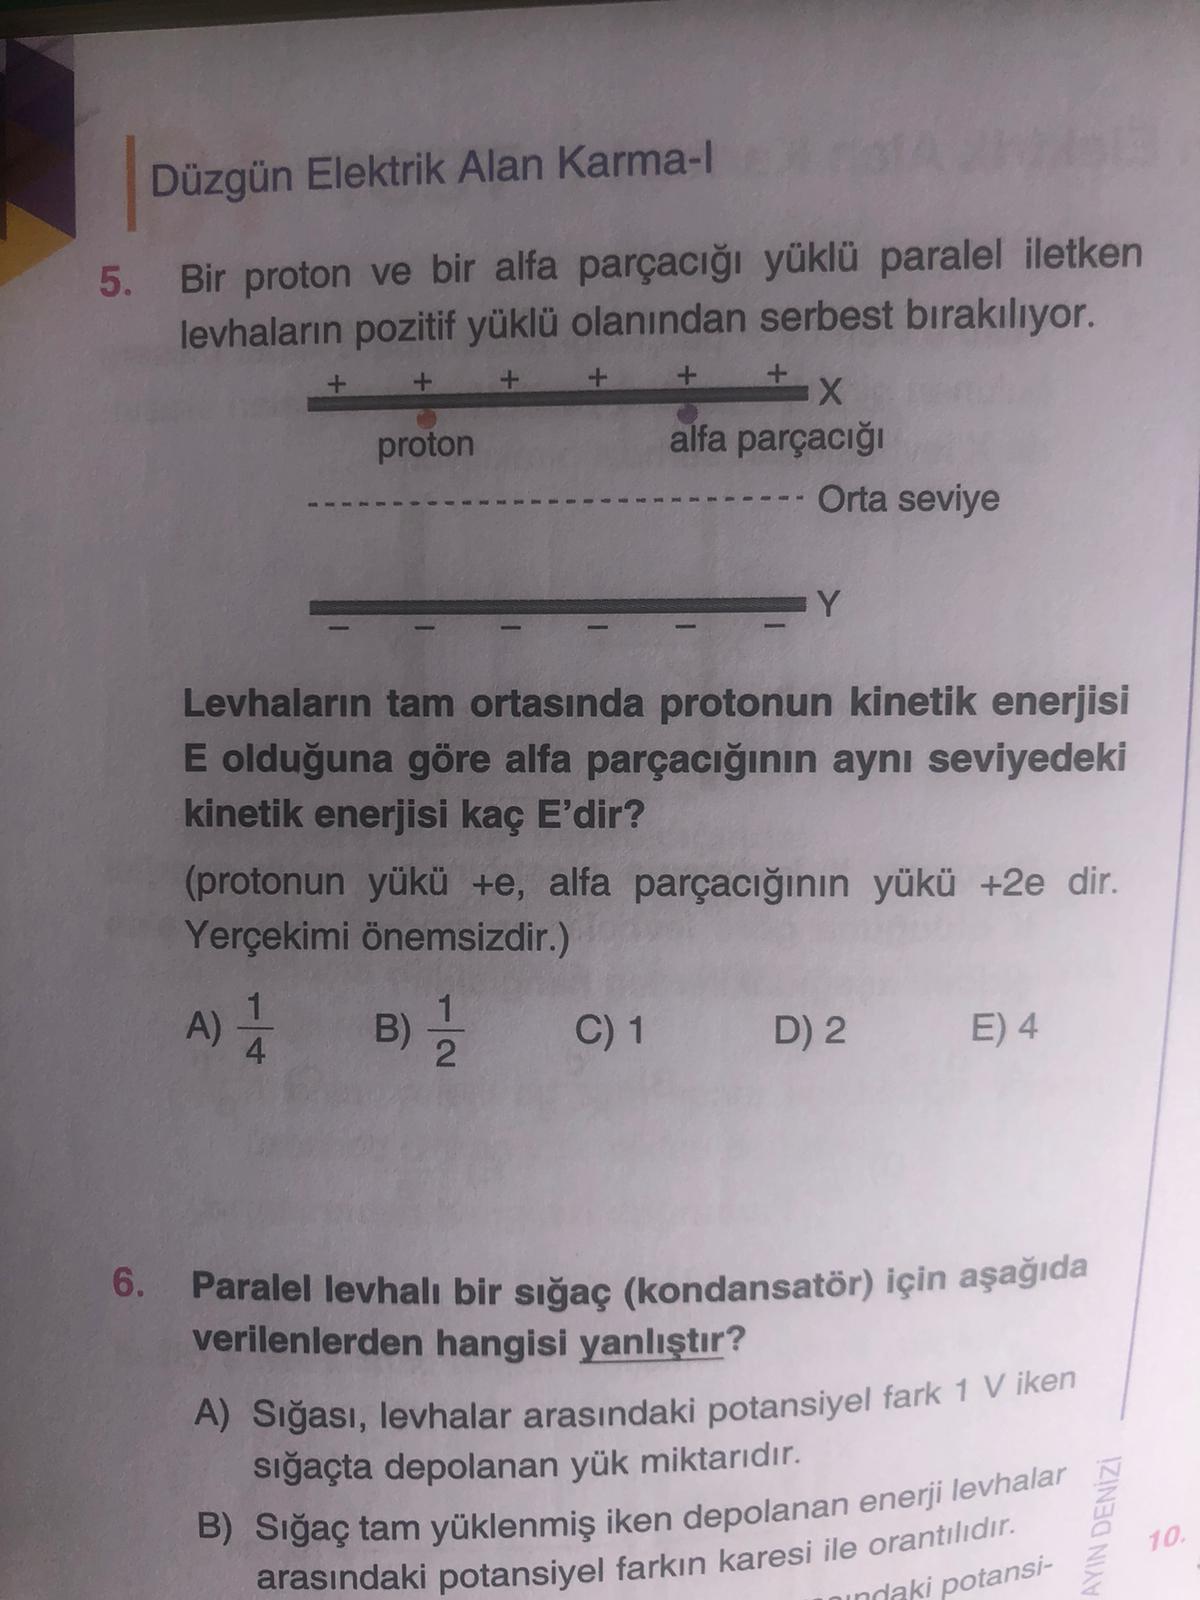 Düzgün Elektrik Alan Karma-I
5. Bir proton ve bir alfa parçacığı yüklü paralel iletken
levhaların pozitif yüklü olanından serbest bırakılıyor.
+ + + + + + X
proton alfa parçacığı
Orta seviye
Y
– – – – – –
Levhaların tam ortasında protonun kinetik enerjisi
E olduğuna göre alfa parçacığının aynı seviyedeki
kinetik enerjisi kaç E'dir?
(protonun yükü +e, alfa parçacığının yükü +2e dir.
Yerçekimi önemsizdir.)
A) 1/4 B) 1/2 C) 1 D) 2 E) 4
6. Paralel levhalı bir sığaç (kondansatör) için aşağıda
verilenlerden hangisi yanlıştır?
A) Sığası, levhalar arasındaki potansiyel fark 1 V iken
sığaçta depolanan yük miktarıdır.
B) Sığaç tam yüklenmiş iken depolanan enerji levhalar
arasındaki potansiyel farkın karesi ile orantılıdır.
potansi-
AYIN DENİZİ
10.